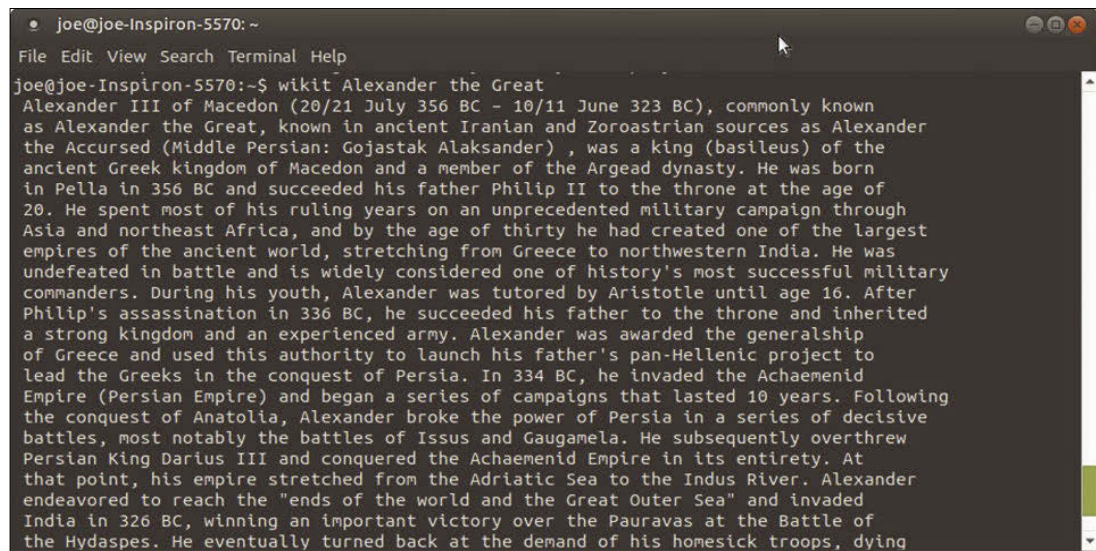 joe@joe-Inspiron-5570: ~
File Edit View Search Terminal Help
joe@joe-Inspiron-5570:~$ wikit Alexander the Great
Alexander III of Macedon (20/21 July 356 BC – 10/11 June 323 BC), commonly known
as Alexander the Great, known in ancient Iranian and Zoroastrian sources as Alexander
the Accursed (Middle Persian: Gojastak Alaksander) , was a king (basileus) of the
ancient Greek kingdom of Macedon and a member of the Argead dynasty. He was born
in Pella in 356 BC and succeeded his father Philip II to the throne at the age of
20. He spent most of his ruling years on an unprecedented military campaign through
Asia and northeast Africa, and by the age of thirty he had created one of the largest
empires of the ancient world, stretching from Greece to northwestern India. He was
undefeated in battle and is widely considered one of history's most successful military
commanders. During his youth, Alexander was tutored by Aristotle until age 16. After
Philip's assassination in 336 BC, he succeeded his father to the throne and inherited
a strong kingdom and an experienced army. Alexander was awarded the generalship
of Greece and used this authority to launch his father's pan-Hellenic project to
lead the Greeks in the conquest of Persia. In 334 BC, he invaded the Achaemenid
Empire (Persian Empire) and began a series of campaigns that lasted 10 years. Following
the conquest of Anatolia, Alexander broke the power of Persia in a series of decisive
battles, most notably the battles of Issus and Gaugamela. He subsequently overthrew
Persian King Darius III and conquered the Achaemenid Empire in its entirety. At
that point, his empire stretched from the Adriatic Sea to the Indus River. Alexander
endeavored to reach the "ends of the world and the Great Outer Sea" and invaded
India in 326 BC, winning an important victory over the Pauravas at the Battle of
the Hydaspes. He eventually turned back at the demand of his homesick troops, dying